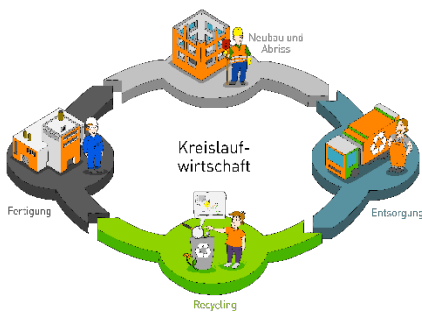 Neubau und
Abriss
Kreislauf-
wirtschaft
Fertigung
Entsorgung
Recycling